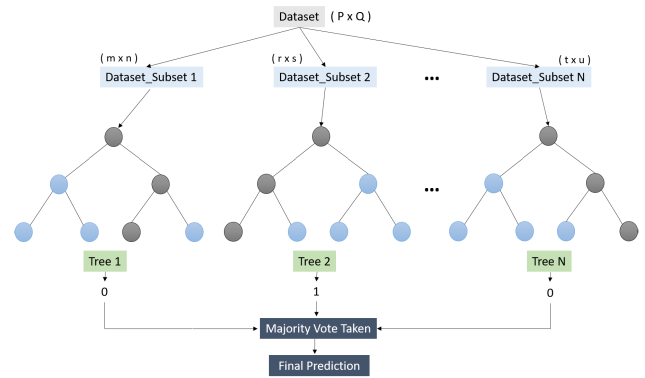 Dataset ( P x Q )
( m x n ) ( r x s ) ( t x u )
Dataset_Subset 1 Dataset_Subset 2 ••• Dataset_Subset N
•••
Tree 1 Tree 2 Tree N
0 1 0
Majority Vote Taken
Final Prediction